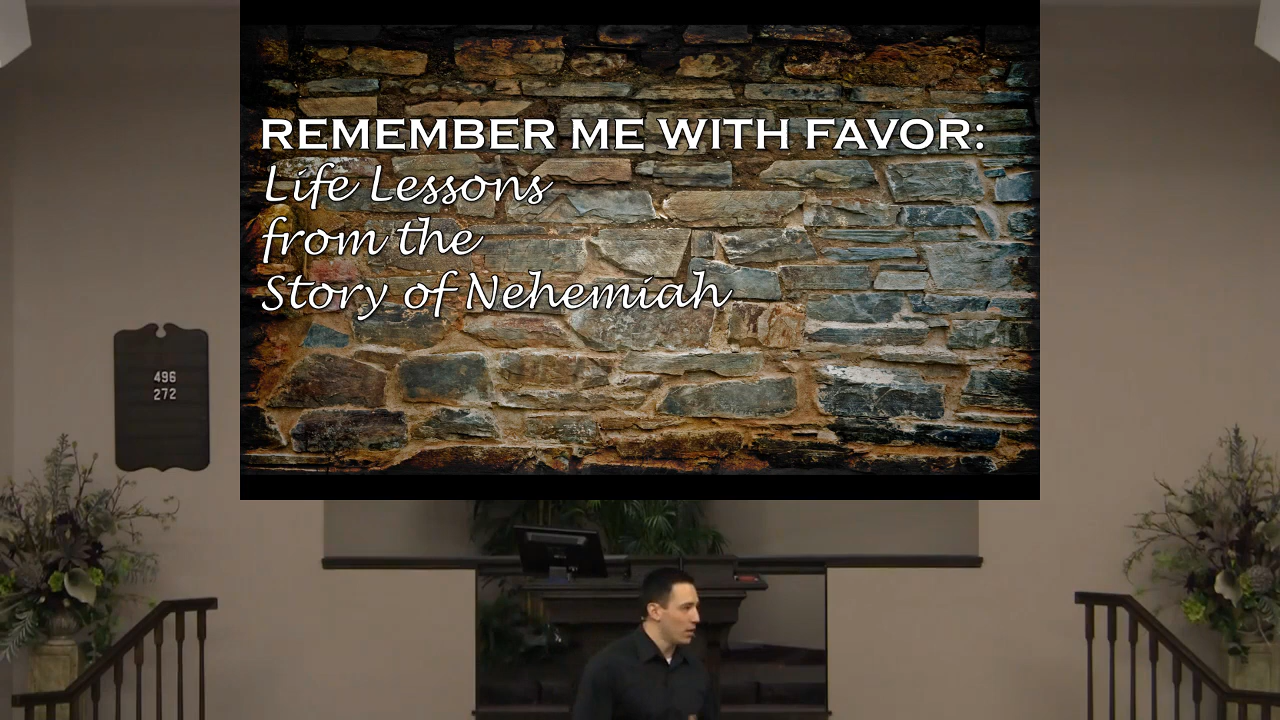 REMEMBER ME WITH FAVOR:
Life Lessons
from the
Story of Nehemiah
496
272